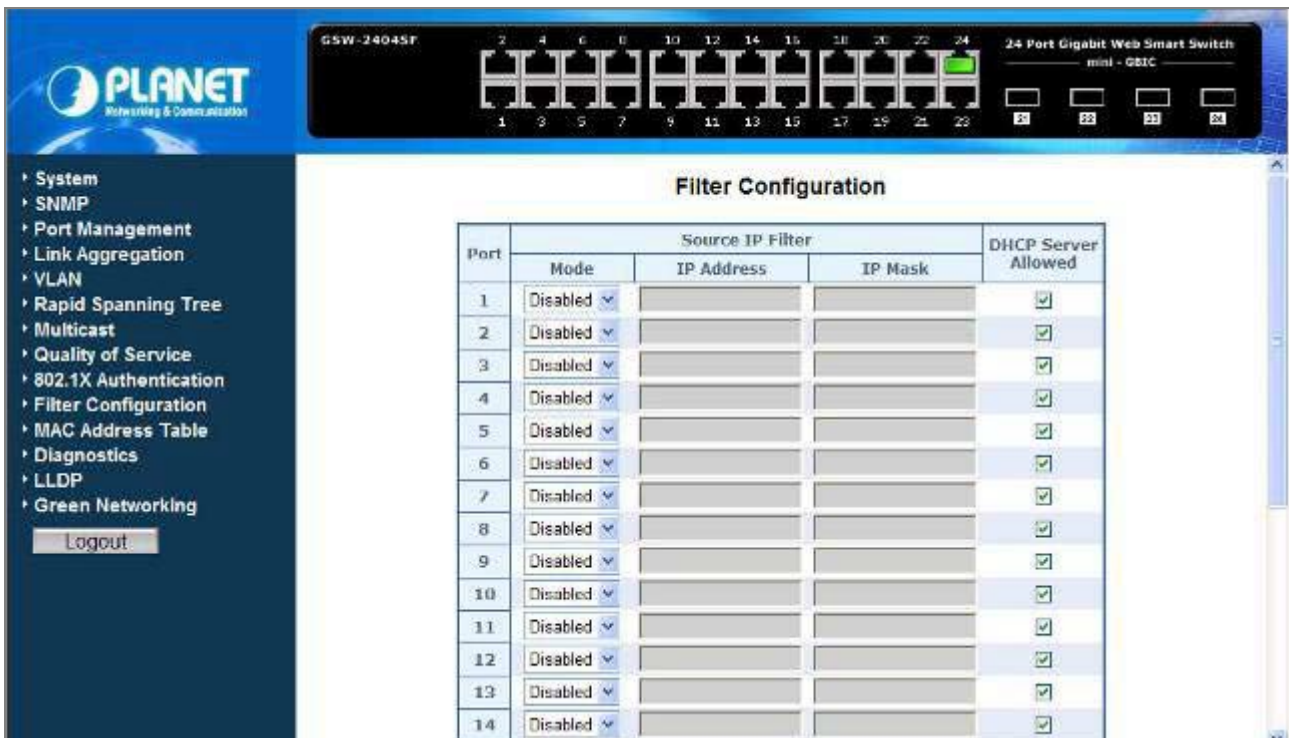 GSW-2404SF
2 4 6 8 10 12 14 16 18 20 22 24
24 Port Gigabit Web Smart Switch
mini - GBIC
PLANET
Networking & Communication
1 3 5 7 9 11 13 15 17 19 21 23
21 22 23 24
System
SNMP
Port Management
Link Aggregation
VLAN
Rapid Spanning Tree
Multicast
Quality of Service
802.1X Authentication
Filter Configuration
MAC Address Table
Diagnostics
LLDP
Green Networking
Logout
Filter Configuration
Port
Source IP Filter
DHCP Server
Allowed
Mode IP Address IP Mask
1 Disabled
2 Disabled
3 Disabled
4 Disabled
5 Disabled
6 Disabled
7 Disabled
8 Disabled
9 Disabled
10 Disabled
11 Disabled
12 Disabled
13 Disabled
14 Disabled